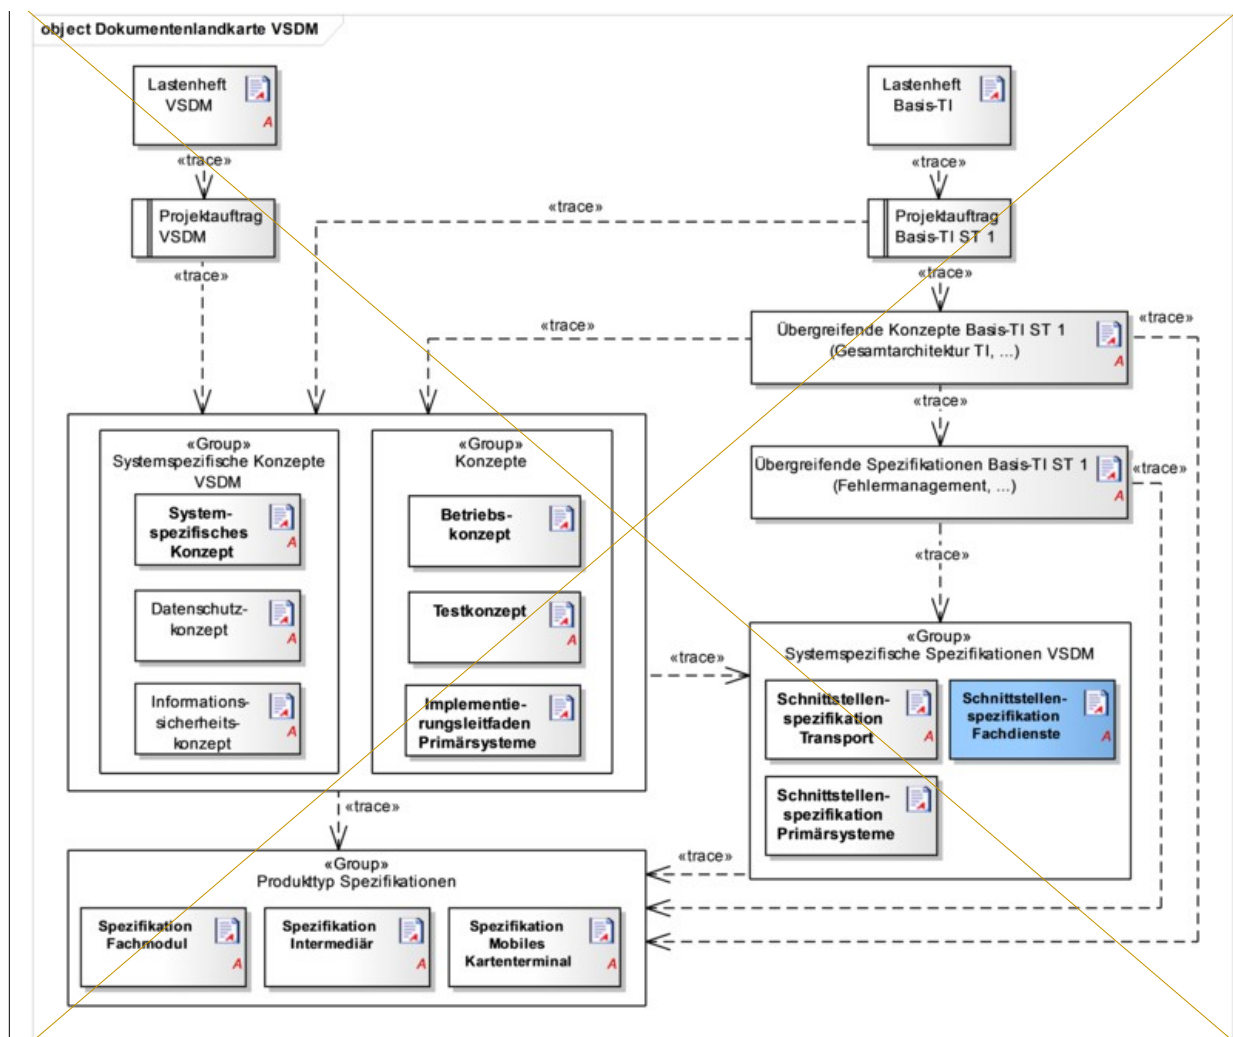 object Dokumentenlandkarte VSDM
Lastenheft
VSDM
A
Lastenheft
Basis-TI
«trace»
«trace»
Projektauftrag
VSDM
«trace»
Projektauftrag
Basis-TI ST 1
«trace»
«trace»
Übergreifende Konzepte Basis-TI ST 1
(Gesamtarchitektur TI, ...)
A
«trace»
«trace»
«trace»
Übergreifende Spezifikationen Basis-TI ST 1
(Fehlermanagement, ...)
A
«trace»
«trace»
«Group»
Systemspezifische Konzepte
VSDM
System-
spezifisches
Konzept
A
Datenschutz-
konzept
A
Informations-
sicherheits-
konzept
A
«Group»
Konzepte
Betriebs-
konzept
Testkonzept
A
Implementie-
rungsleitfaden
Primärsysteme
«trace»
«Group»
Systemspezifische Spezifikationen VSDM
Schnittstellen-
spezifikation
Transport
A
Schnittstellen-
spezifikation
Fachdienste
A
Schnittstellen-
spezifikation
Primärsysteme
«trace»
«trace»
«Group»
Produkttyp Spezifikationen
Spezifikation
Fachmodul
A
Spezifikation
Intermediär
A
Spezifikation
Mobiles
Kartenterminal
A